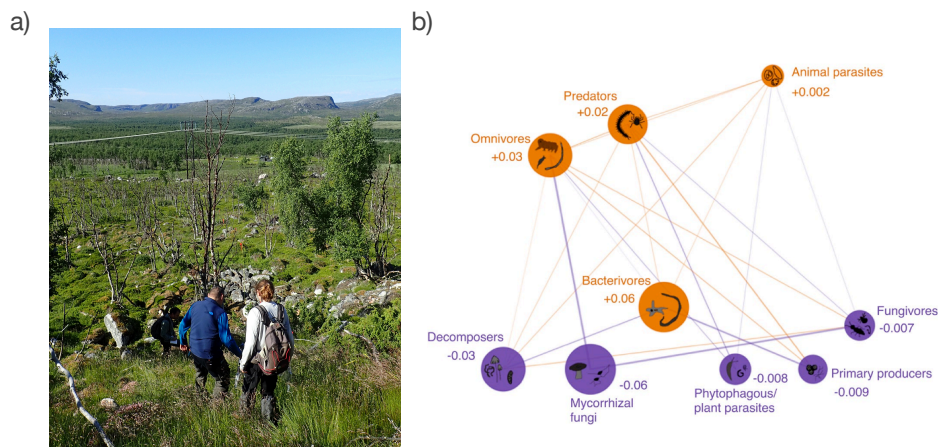 a)
b)
Animal parasites
+0.002
Predators
+0.02
Omnivores
+0.03
Bacterivores
+0.06
Fungivores
-0.007
Decomposers
-0.03
-0.06
Mycorrhizal
fungi
-0.008
Phytophagous/
plant parasites
Primary producers
-0.009